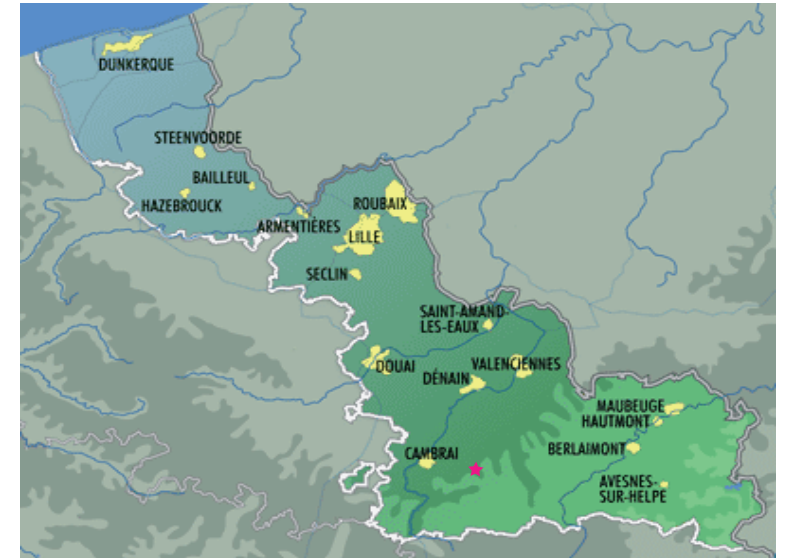 DUNKERQUE
STEENVOORDE
BAILLEUL
HAZEBROUCK
ROUBAIX
ARMENTIÈRES
LILLE
SECLIN
SAINT-AMAND-
LES-EAUX
DOUAI
VALENCIENNES
DÉNAIN
MAUBEUGE
HAUTMONT
CAMBRAI
BERLAIMONT
AVESNES-
SUR-HELPE